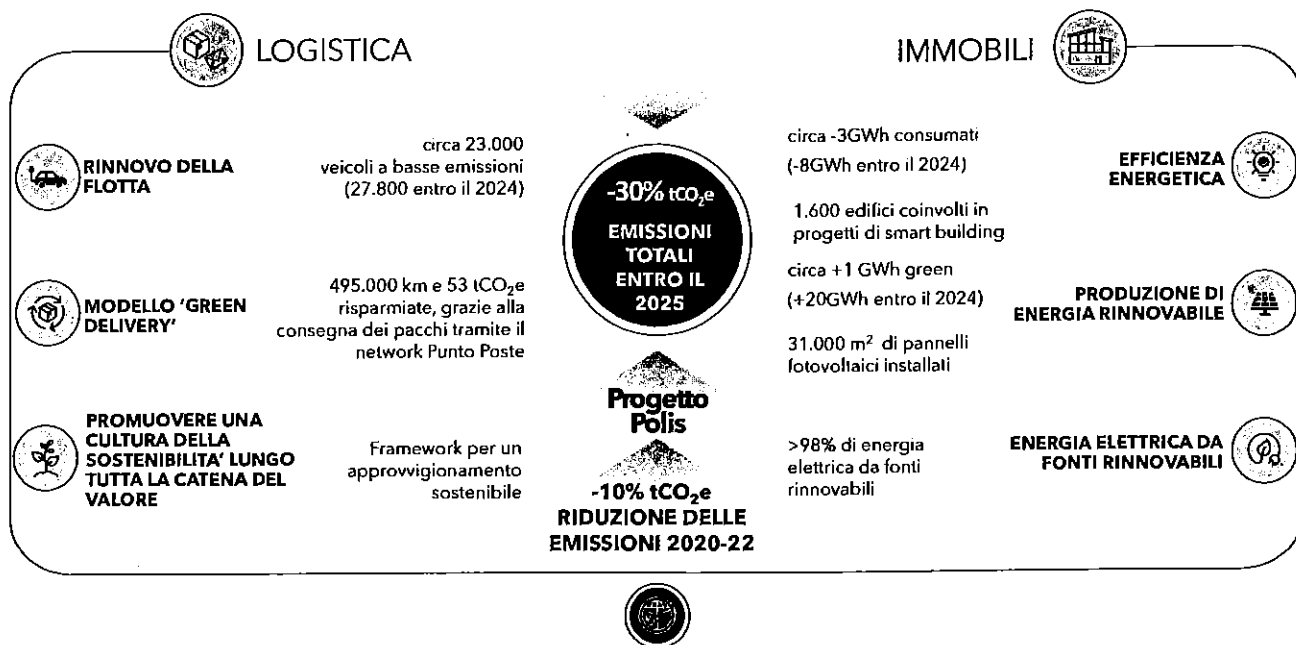 LOGISTICA
RINNOVO DELLA
FLOTTA
circa 23.000
veicoli a basse emissioni
(27.800 entro il 2024)
MODELLO 'GREEN
DELIVERY'
495.000 km e 53 tCO₂e
risparmiate, grazie alla
consegna dei pacchi tramite il
network Punto Poste
PROMUOVERE UNA
CULTURA DELLA
SOSTENIBILITA' LUNGO
TUTTA LA CATENA DEL
VALORE
Framework per un
approvvigionamento
sostenibile
-30% tCO₂e
EMISSIONI
TOTALI
ENTRO IL
2025
Progetto
Polis
-10% tCO₂e
RIDUZIONE DELLE
EMISSIONI 2020-22
IMMOBILI
circa -3GWh consumati
(-8GWh entro il 2024)
1.600 edifici coinvolti in
progetti di smart building
EFFICIENZA
ENERGETICA
circa +1 GWh green
(+20GWh entro il 2024)
31.000 m² di pannelli
fotovoltaici installati
PRODUZIONE DI
ENERGIA RINNOVABILE
>98% di energia
elettrica da fonti
rinnovabili
ENERGIA ELETTRICA DA
FONTI RINNOVABILI